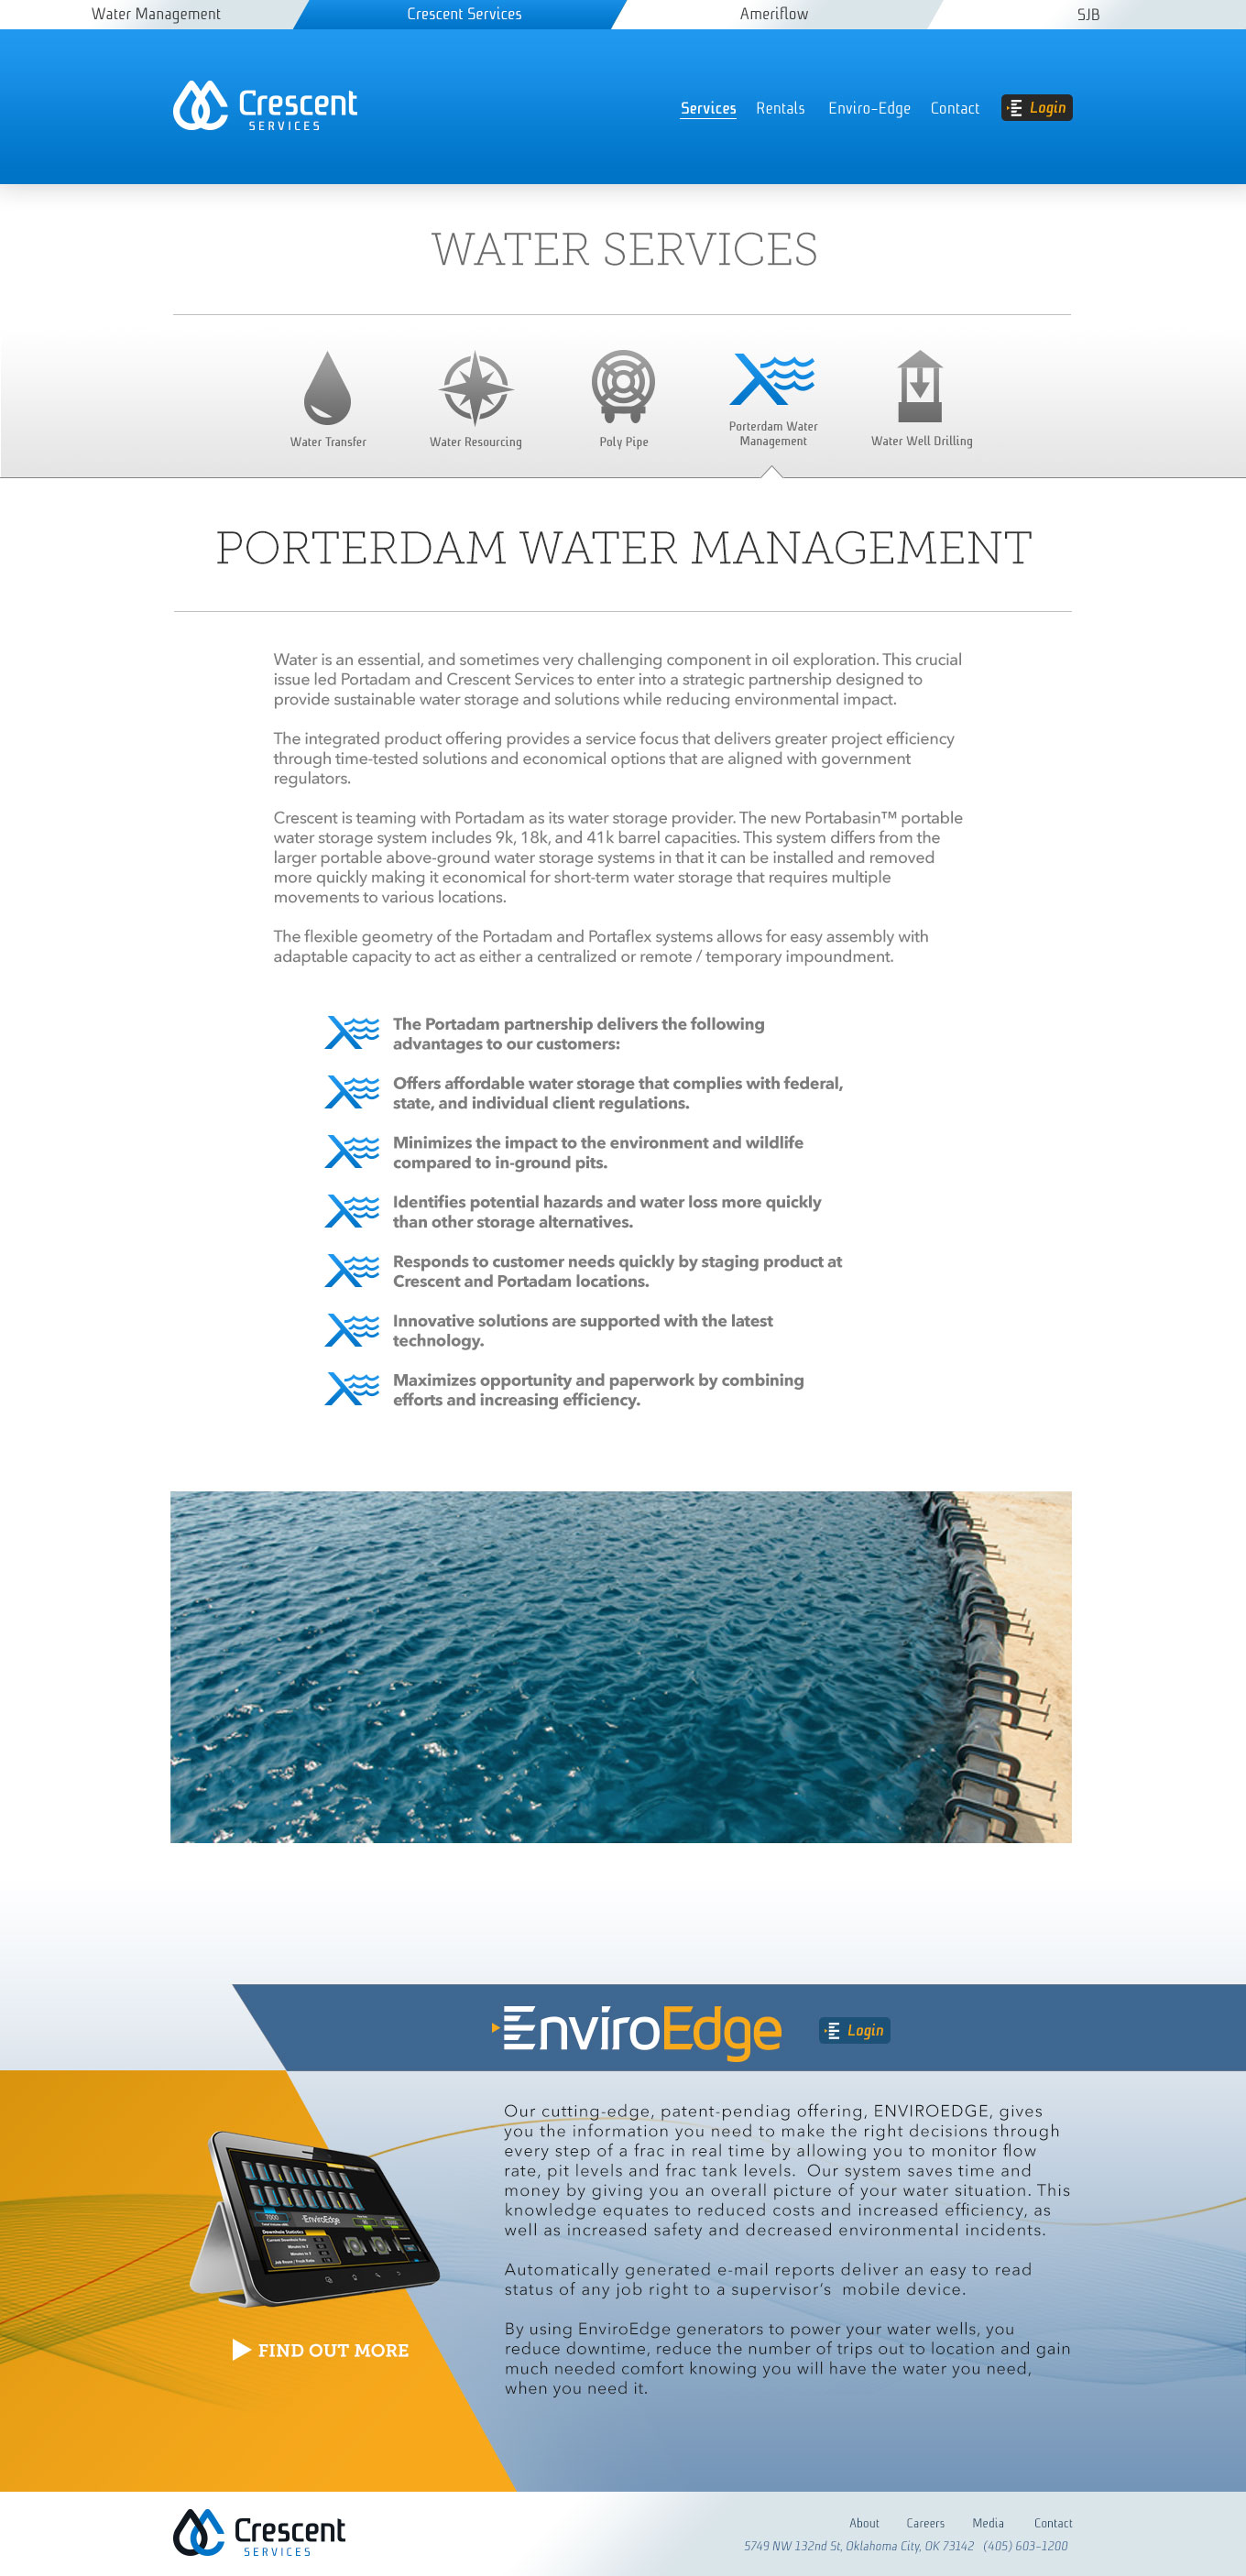 Water Management
Crescent Services
Ameriflow
SJB
Crescent
SERVICES
Services
Rentals
Enviro-Edge
Contact
Login
WATER SERVICES
Water Transfer
Water Resourcing
Poly Pipe
Porterdam Water
Management
Water Well Drilling
PORTERDAM WATER MANAGEMENT
Water is an essential, and sometimes very challenging component in oil exploration. This crucial
issue led Portadam and Crescent Services to enter into a strategic partnership designed to
provide sustainable water storage and solutions while reducing environmental impact.
The integrated product offering provides a service focus that delivers greater project efficiency
through time-tested solutions and economical options that are aligned with government
regulators.
Crescent is teaming with Portadam as its water storage provider. The new Portabasin™ portable
water storage system includes 9k, 18k, and 41k barrel capacities. This system differs from the
larger portable above-ground water storage systems in that it can be installed and removed
more quickly making it economical for short-term water storage that requires multiple
movements to various locations.
The flexible geometry of the Portadam and Portaflex systems allows for easy assembly with
adaptable capacity to act as either a centralized or remote / temporary impoundment.
The Portadam partnership delivers the following
advantages to our customers:
Offers affordable water storage that complies with federal,
state, and individual client regulations.
Minimizes the impact to the environment and wildlife
compared to in-ground pits.
Identifies potential hazards and water loss more quickly
than other storage alternatives.
Responds to customer needs quickly by staging product at
Crescent and Portadam locations.
Innovative solutions are supported with the latest
technology.
Maximizes opportunity and paperwork by combining
efforts and increasing efficiency.
EnviroEdge
Login
Our cutting-edge, patent-pendiag offering, ENVIROEDGE, gives
you the information you need to make the right decisions through
every step of a frac in real time by allowing you to monitor flow
rate, pit levels and frac tank levels.  Our system saves time and
money by giving you an overall picture of your water situation. This
knowledge equates to reduced costs and increased efficiency, as
well as increased safety and decreased environmental incidents.
Automatically generated e-mail reports deliver an easy to read
status of any job right to a supervisor's  mobile device.
By using EnviroEdge generators to power your water wells, you
reduce downtime, reduce the number of trips out to location and gain
much needed comfort knowing you will have the water you need,
when you need it.
7000
EnviroEdge
Downhole Statistics
FIND OUT MORE
Crescent
SERVICES
About
Careers
Media
Contact
5749 NW 132nd St, Oklahoma City, OK 73142   (405) 603-1200